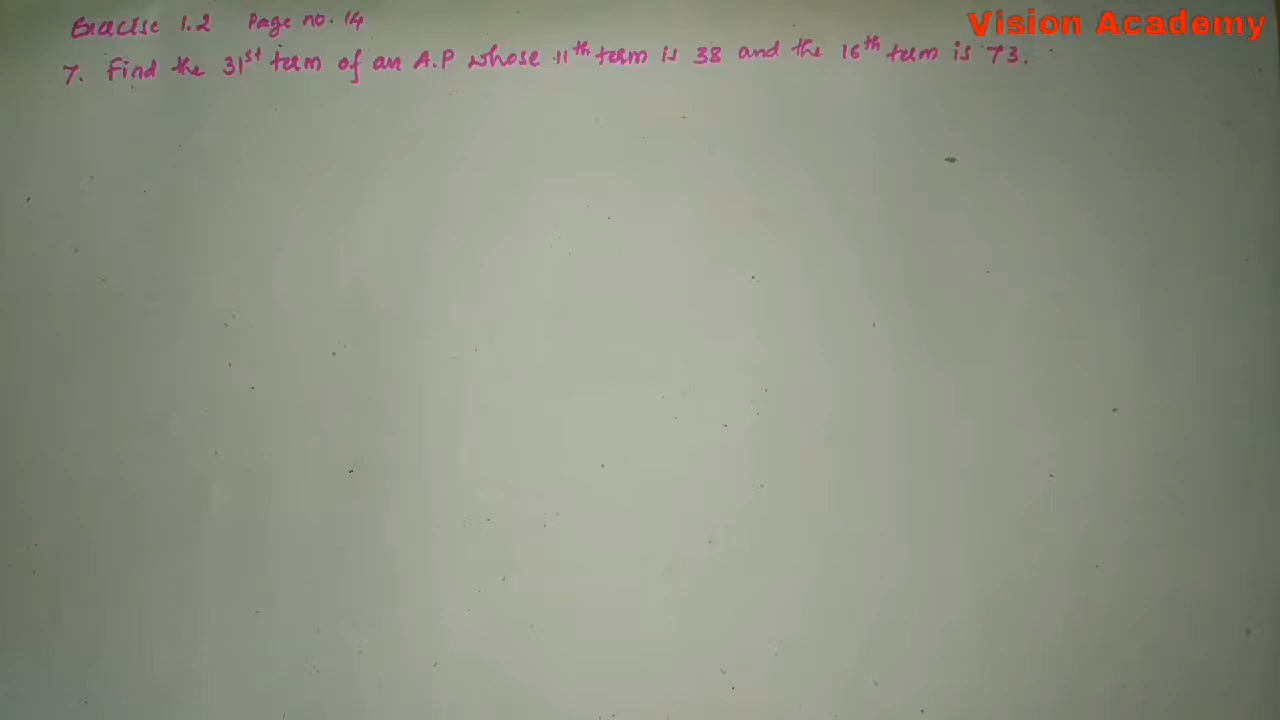 Exercise 1.2 Page no. 14
Vision Academy
7. Find the 31st term of an A.P whose 11th term is 38 and the 16th term is 73.